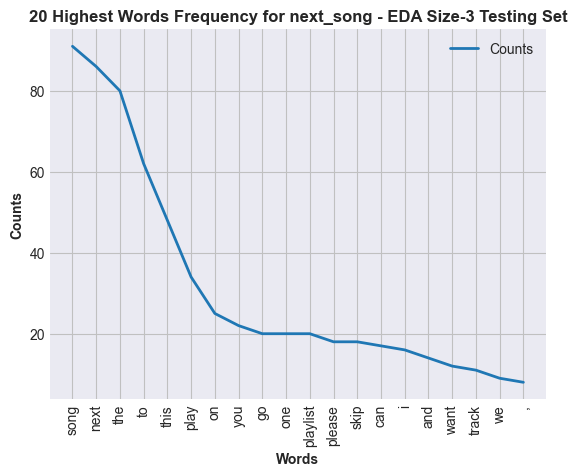 20 Highest Words Frequency for next_song - EDA Size-3 Testing Set
Counts
Counts
80
60
40
20
song
next
the
to
this
play
on
you
go
one
playlist
please
skip
can
i
and
want
track
we
,
Words